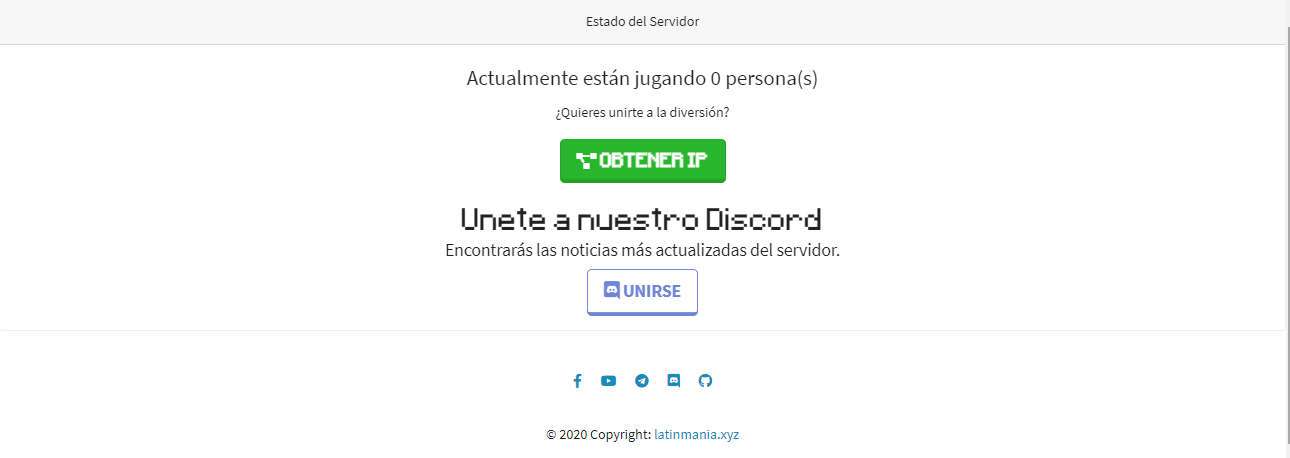 Estado del Servidor
Actualmente están jugando 0 persona(s)
¿Quieres unirte a la diversión?
OBTENER IP
Unete a nuestro Discord
Encontrarás las noticias más actualizadas del servidor.
UNIRSE
© 2020 Copyright: latinmania.xyz